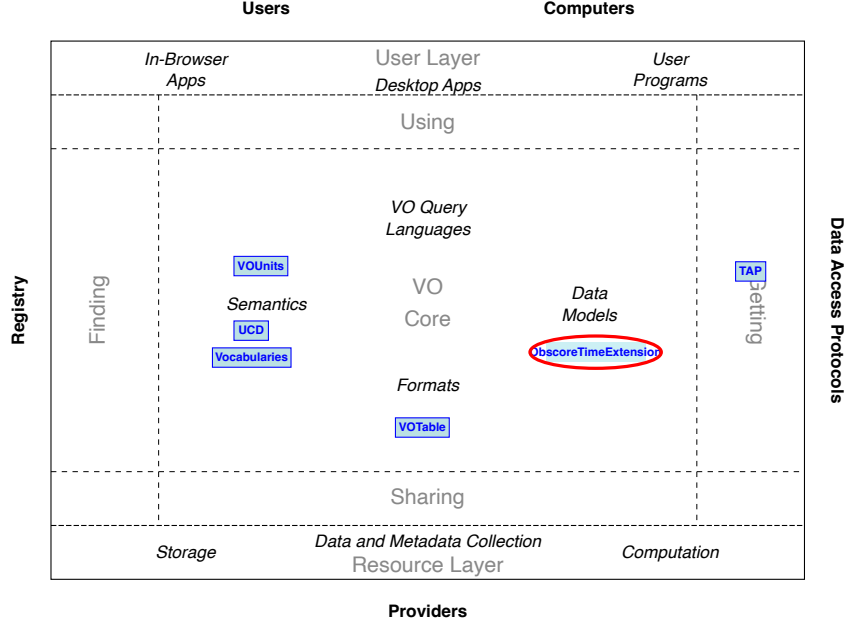 Users
Computers
In-Browser
Apps
User Layer
Desktop Apps
User
Programs
Using
VO Query
Languages
VOUnits
TAP
Semantics
VO
Core
Data
Models
Finding
Getting
Registry
Data Access Protocols
UCD
Vocabularies
ObscoreTimeExtension
Formats
VOTable
Sharing
Storage
Data and Metadata Collection
Computation
Resource Layer
Providers